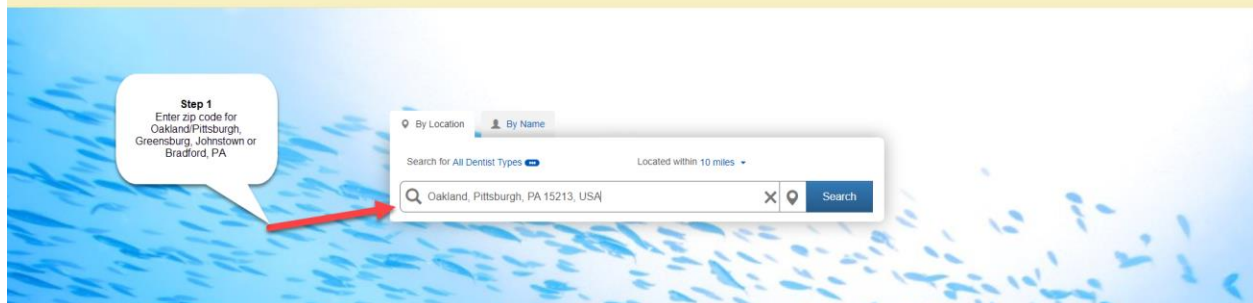 Step 1
Enter zip code for
Oakland/Pittsburgh,
Greensburg, Johnstown or
Bradford, PA
By Location
By Name
Search for All Dentist Types
Located within 10 miles
Oakland, Pittsburgh, PA 15213, USA
Search